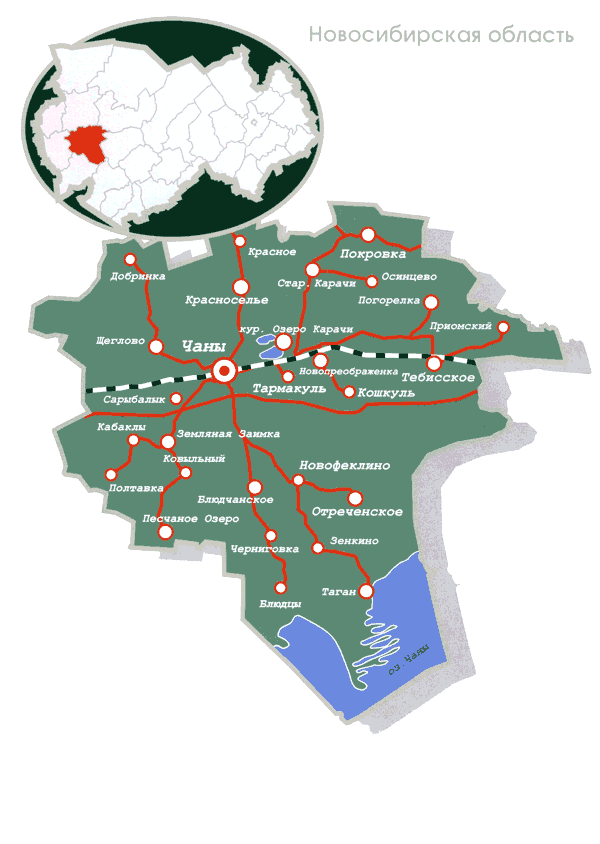 Новосибирская область
Красное
Покровка
Добринка
Стар. Карачи
Осинцево
Красноселье
Погорелка
Прионский
кур. Озеро Карачи
Щеглово
Чаны
Новопреображенка
Тебисское
Тармакуль
Кошкуль
Сарыбалык
Кабаклы
Земляная Заимка
Ковыльный
Новофеклино
Полтавка
Блюдчанское
Отреченское
Песчаное Озеро
Черниговка
Зенкино
Блюдцы
Таган
оз. Чаны